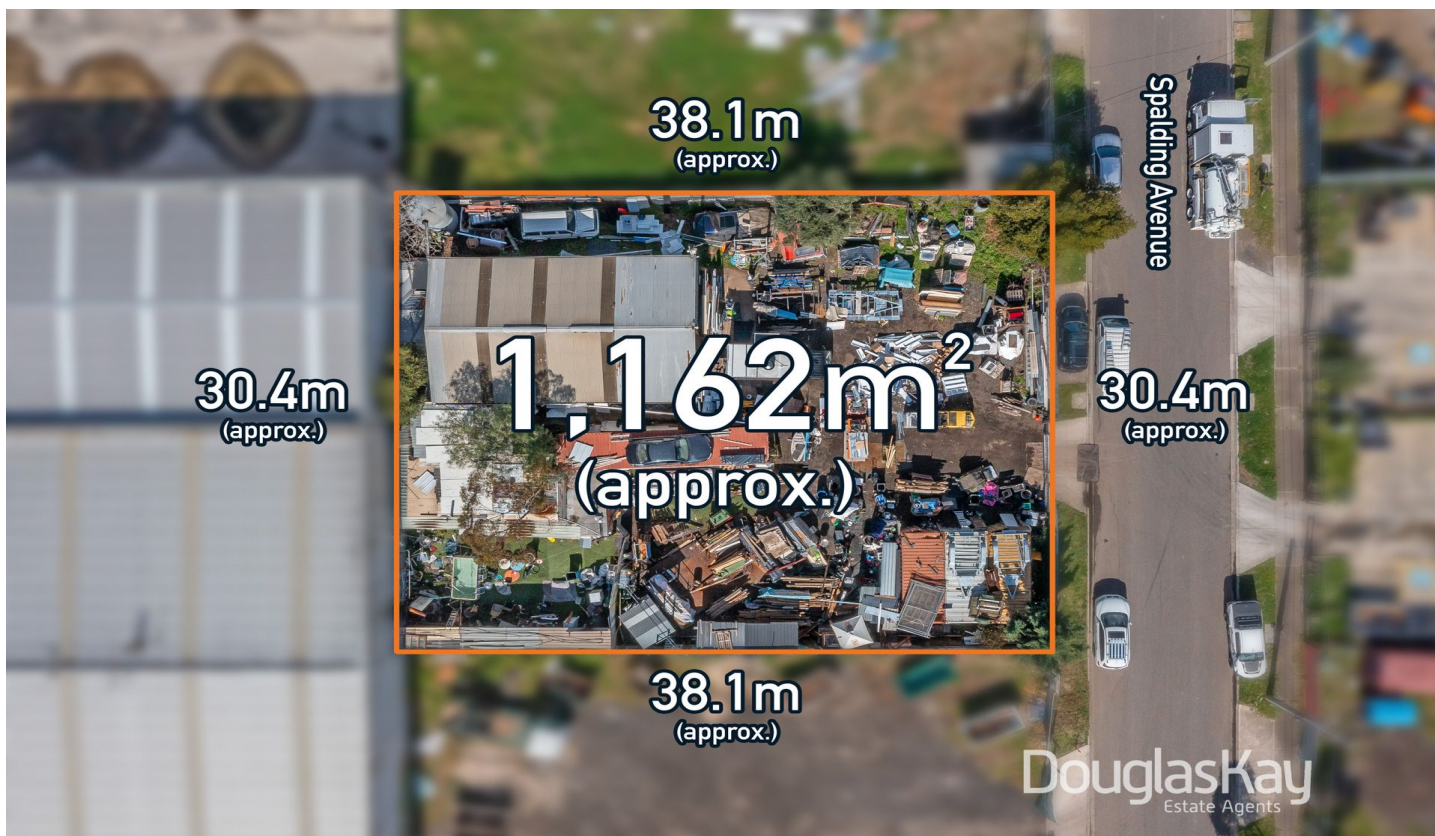 38.1m
(approx.)
Spalding Avenue
1,162m²
(approx.)
30.4m
(approx.)
30.4m
(approx.)
38.1m
(approx.)
DouglasKay
Estate Agents